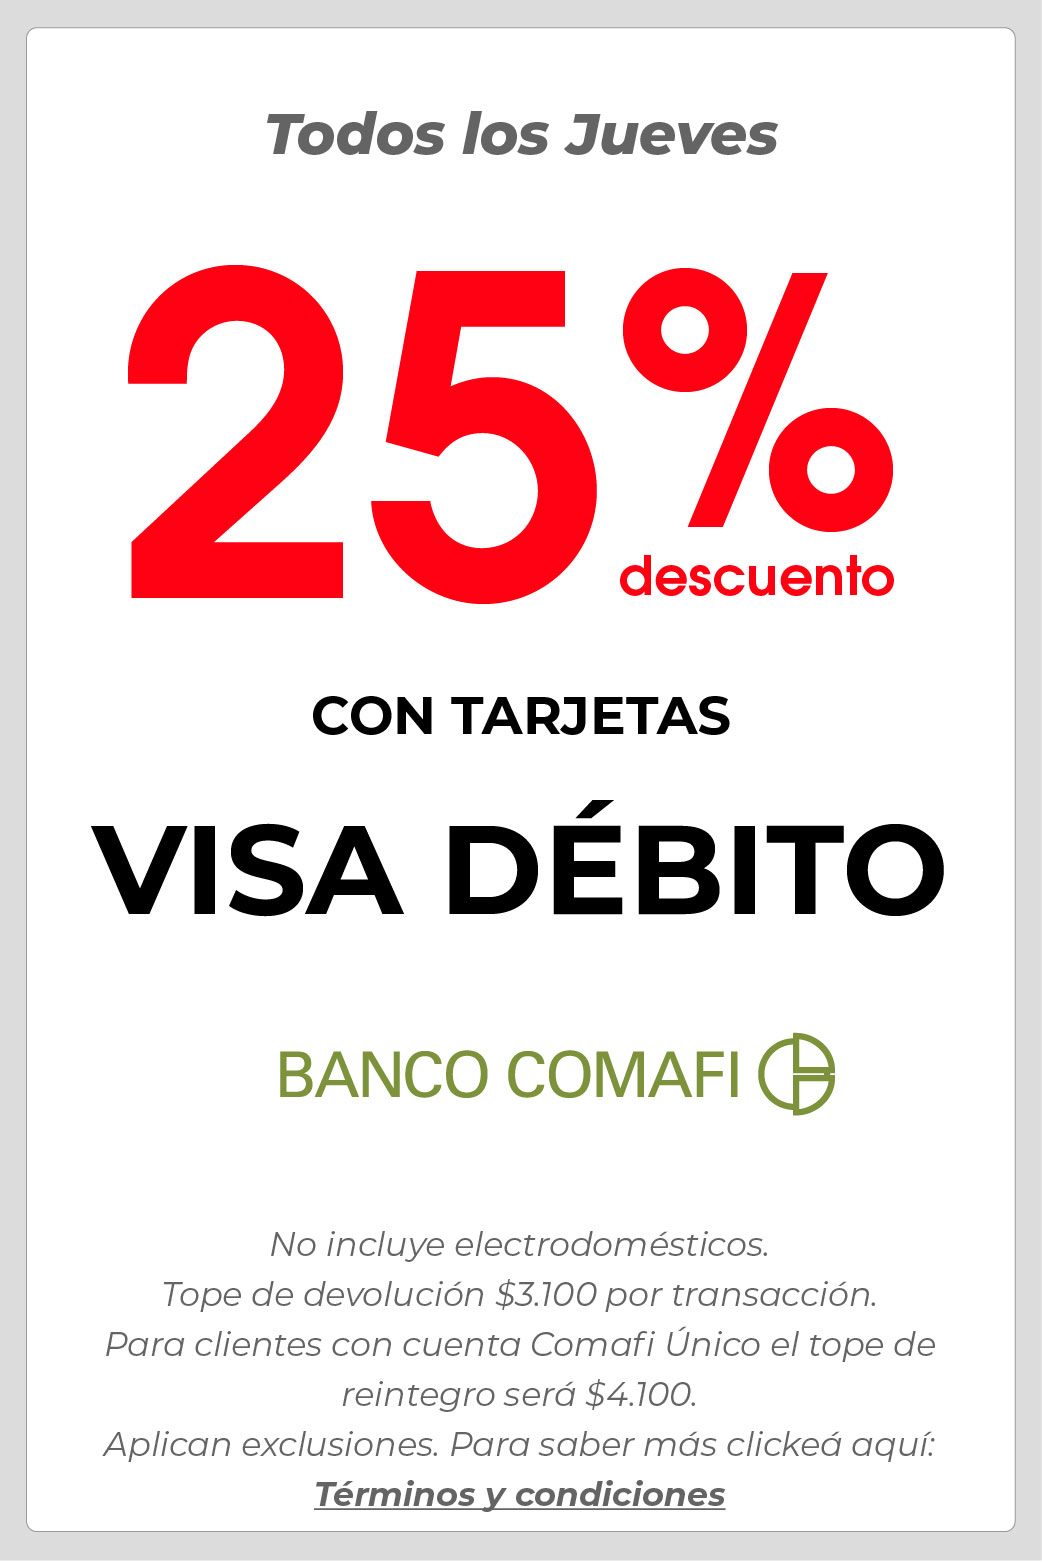 Todos los Jueves
25%
descuento
CON TARJETAS
VISA DÉBITO
BANCO COMAFI
No incluye electrodomésticos.
Tope de devolución $3.100 por transacción.
Para clientes con cuenta Comafi Único el tope de
reintegro será $4.100.
Aplican exclusiones. Para saber más clickeá aquí:
Términos y condiciones